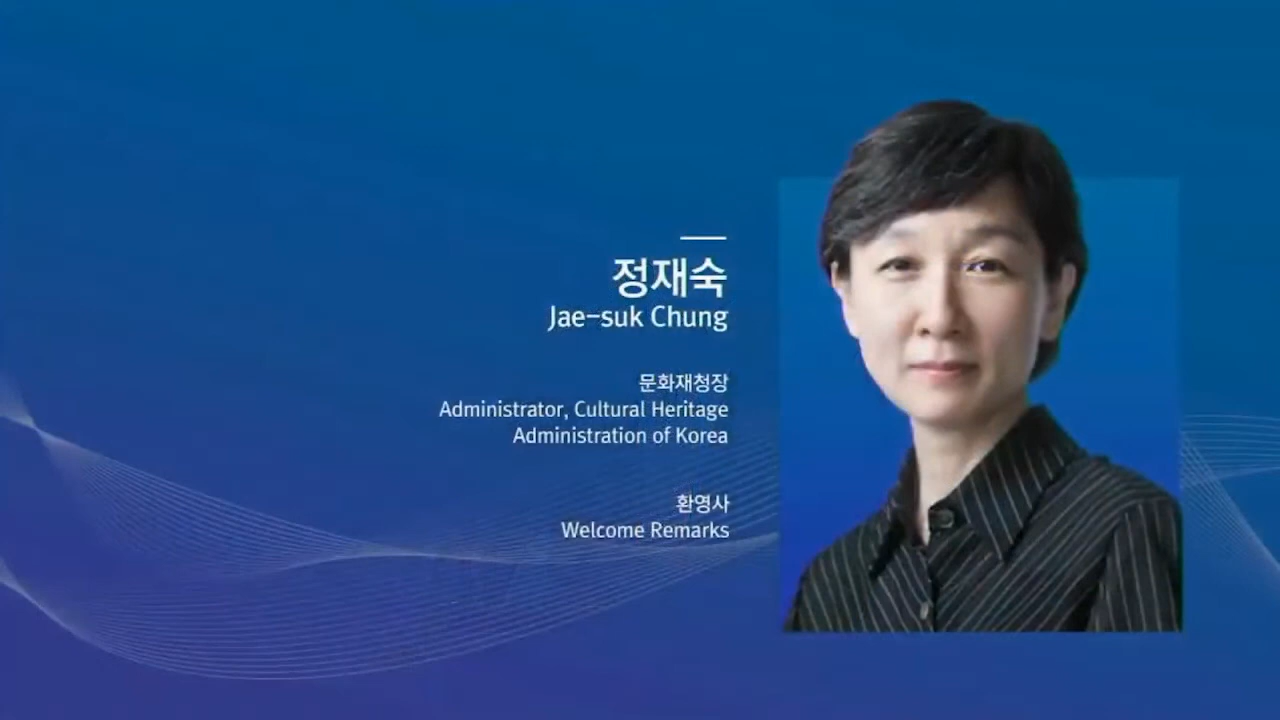 정재숙
Jae-suk Chung
문화재청장
Administrator, Cultural Heritage
Administration of Korea
환영사
Welcome Remarks